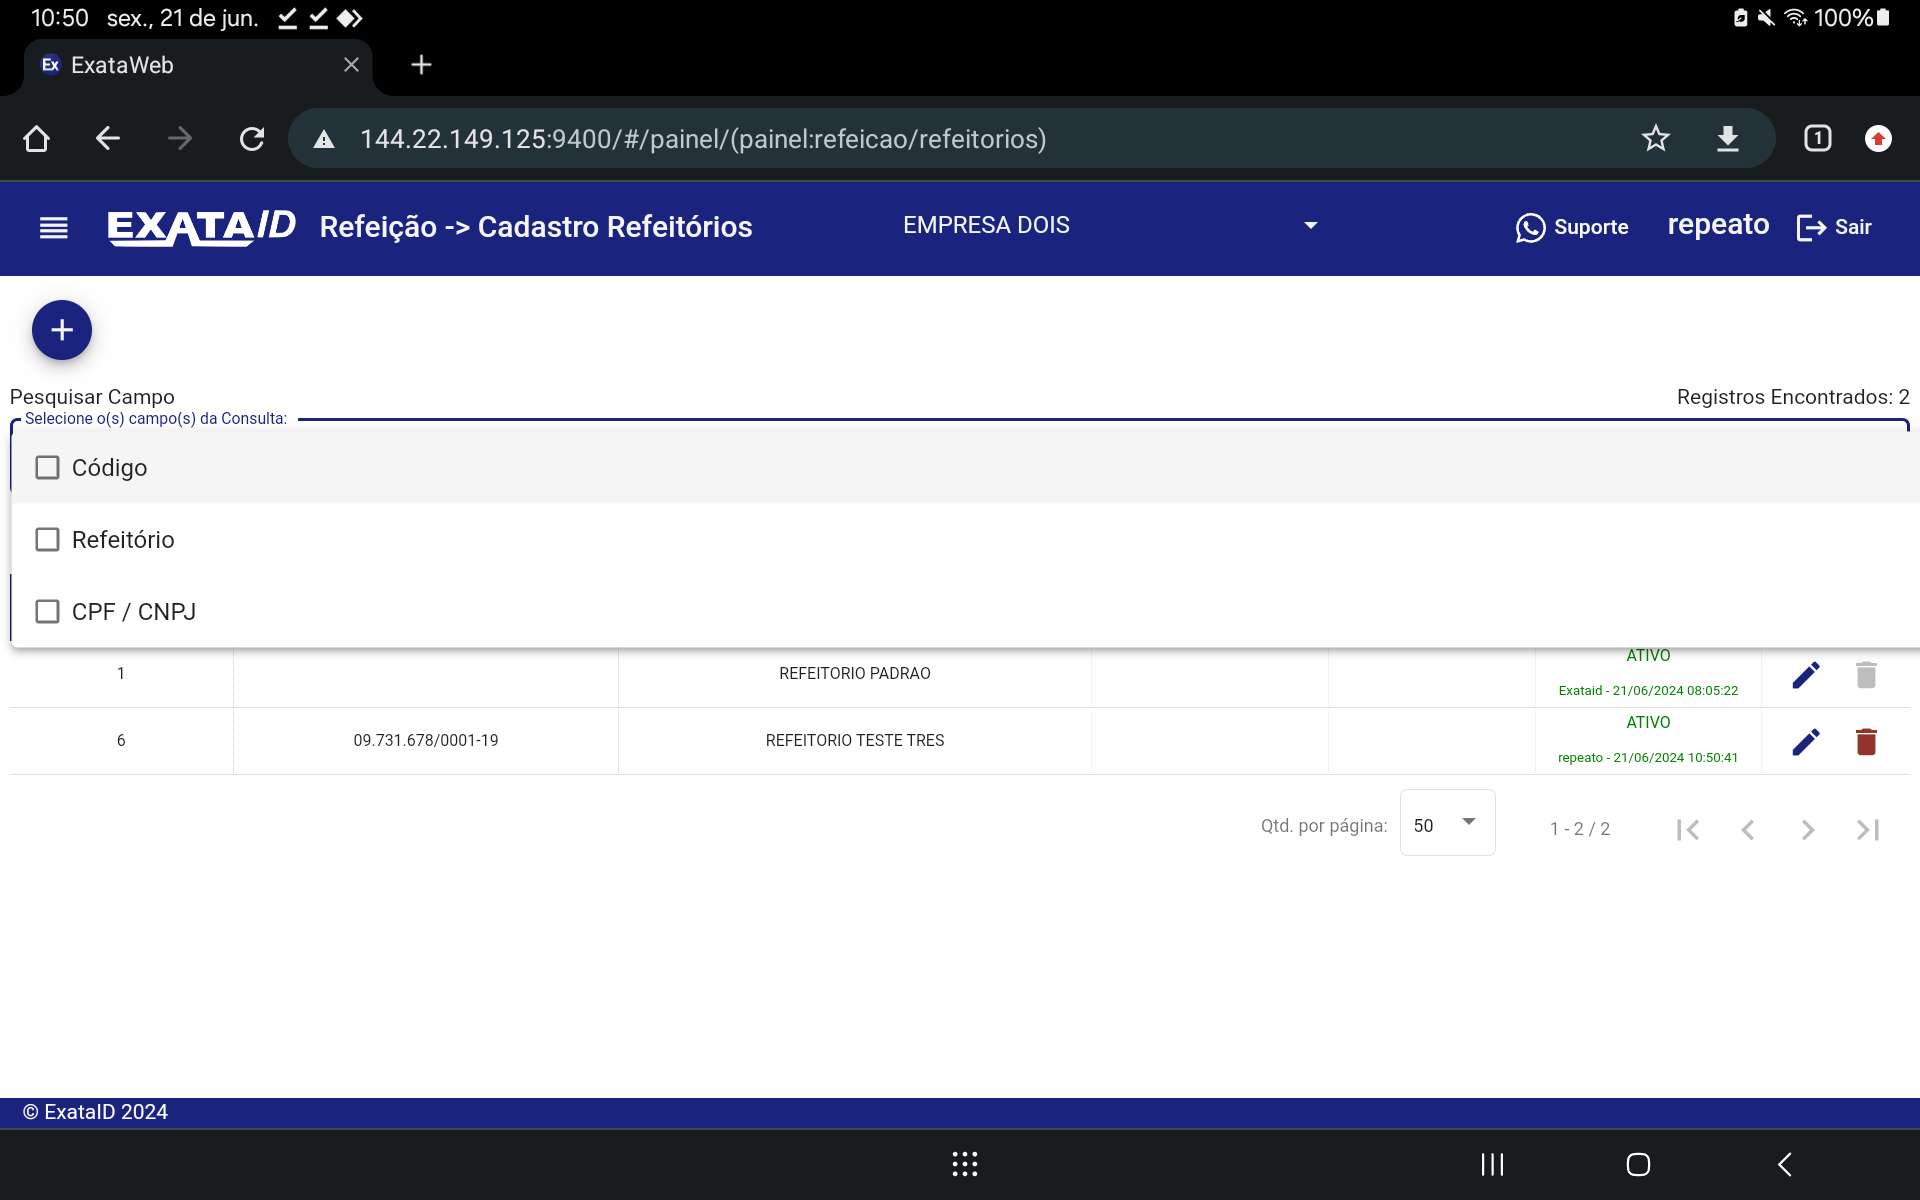 10:50 sex., 21 de jun. 100%
Ex ExataWeb
144.22.149.125:9400/#/painel/(painel:refeicao/refeitorios) 1
EXATAID Refeição -> Cadastro Refeitórios EMPRESA DOIS Suporte repeato Sair
Pesquisar Campo Registros Encontrados: 2
Selecione o(s) campo(s) da Consulta:
Código
Refeitório
CPF / CNPJ
1 REFEITORIO PADRAO ATIVO
Exataid - 21/06/2024 08:05:22
6 09.731.678/0001-19 REFEITORIO TESTE TRES ATIVO
repeato - 21/06/2024 10:50:41
Qtd. por página: 50 1 - 2 / 2
© ExataID 2024